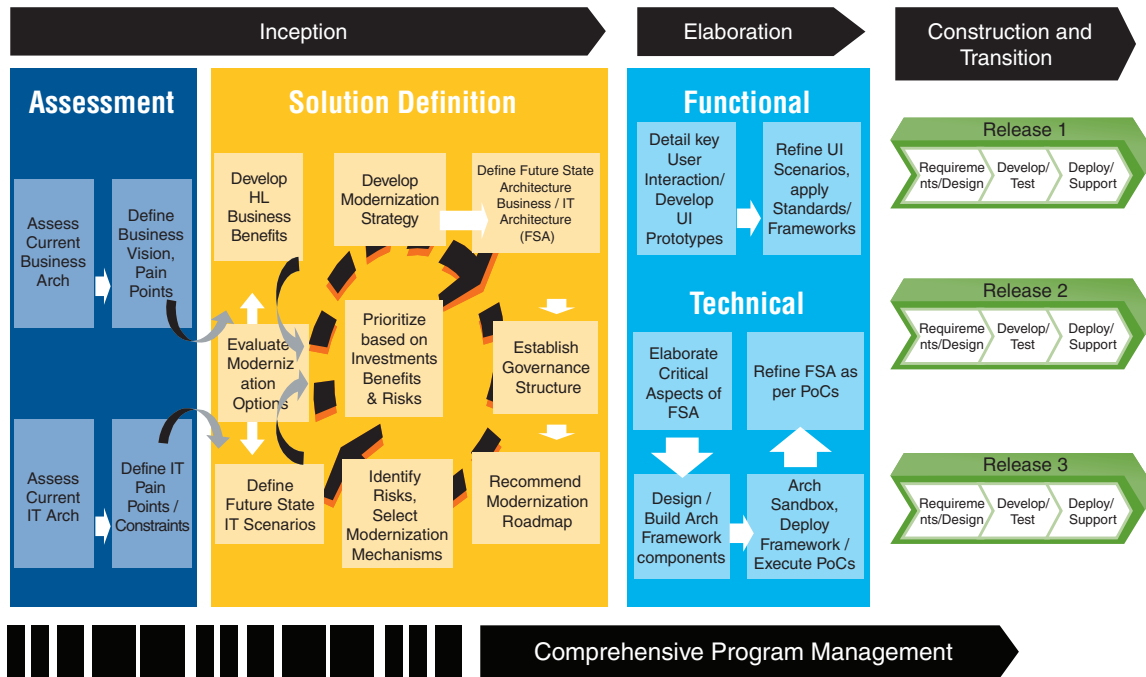 Inception
Elaboration
Construction and
Transition
Assessment
Assess
Current
Business
Arch
Define
Business
Vision,
Pain
Points
Assess
Current
IT Arch
Define IT
Pain
Points /
Constraints
Solution Definition
Develop
HL
Business
Benefits
Develop
Modernization
Strategy
Define Future State
Architecture
Business / IT
Architecture
(FSA)
Evaluate
Moderniz
ation
Options
Prioritize
based on
Investments
Benefits
& Risks
Establish
Governance
Structure
Define
Future State
IT Scenarios
Identify
Risks,
Select
Modernization
Mechanisms
Recommend
Modernization
Roadmap
Functional
Detail key
User
Interaction/
Develop
UI
Prototypes
Refine UI
Scenarios,
apply
Standards/
Frameworks
Technical
Elaborate
Critical
Aspects of
FSA
Refine FSA as
per PoCs
Design /
Build Arch
Framework
components
Arch
Sandbox,
Deploy
Framework /
Execute PoCs
Release 1
Requireme
nts/Design
Develop/
Test
Deploy/
Support
Release 2
Requireme
nts/Design
Develop/
Test
Deploy/
Support
Release 3
Requireme
nts/Design
Develop/
Test
Deploy/
Support
Comprehensive Program Management